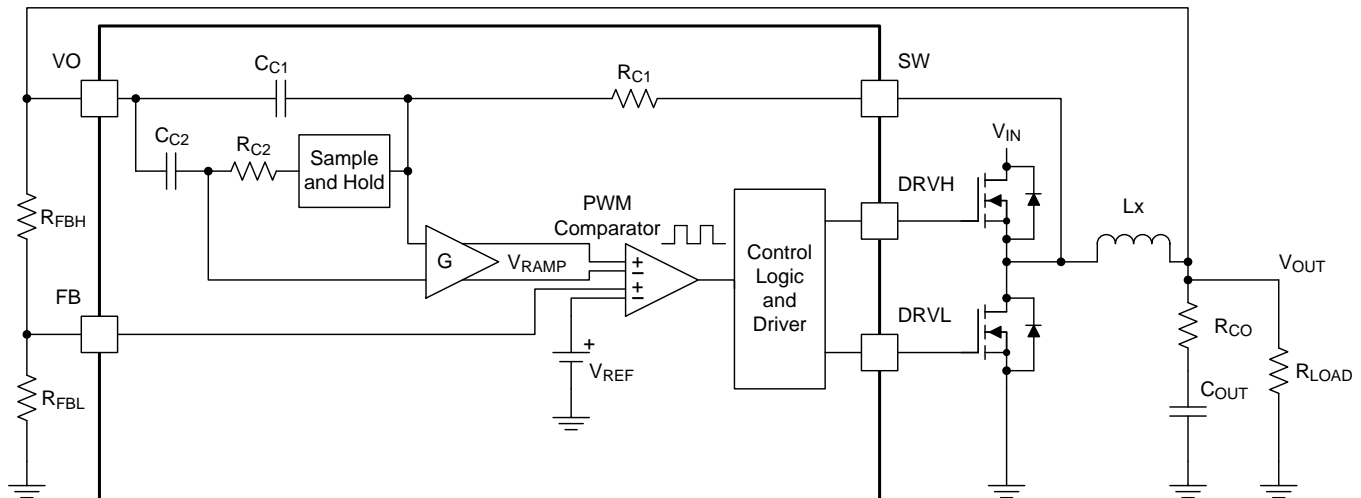 VO
C_C1
R_C1
SW
C_C2
R_C2
Sample
and Hold
V_IN
R_FBH
PWM
Comparator
DRVH
Lx
G
V_RAMP
+
−
+
−
Control
Logic
and
Driver
V_OUT
FB
DRVL
R_CO
+
V_REF
R_LOAD
R_FBL
C_OUT